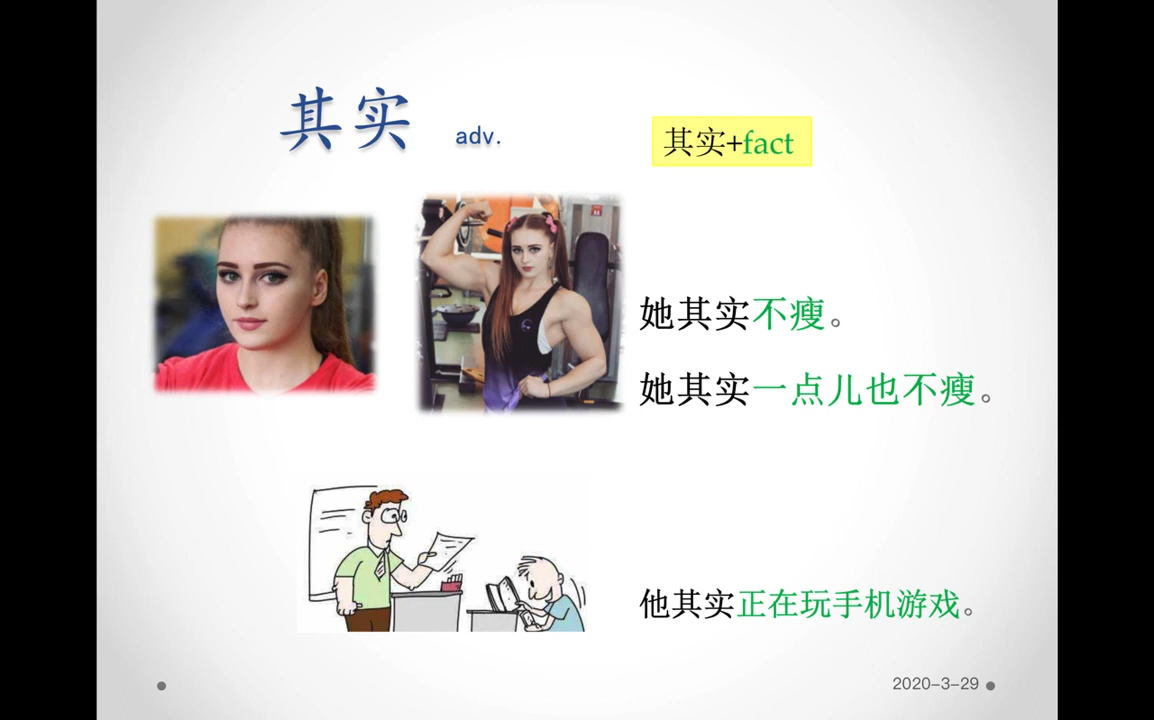 其实 adv.
其实+fact
她其实不瘦。
她其实一点儿也不瘦。
他其实正在玩手机游戏。
2020-3-29